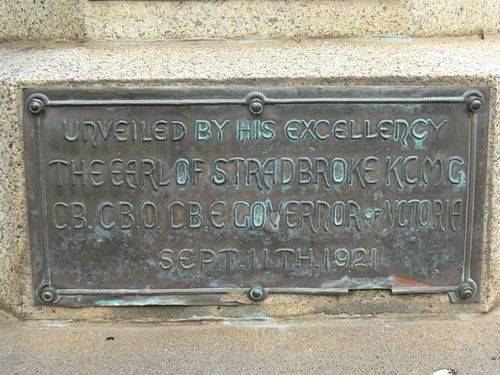 UNVEILED BY HIS EXCELLENCY
THE EARL OF STRADBROKE K.C.M.G
C.B. C.B.O. C.B.E. GOVERNOR OF VICTORIA
SEPT. 11TH. 1921